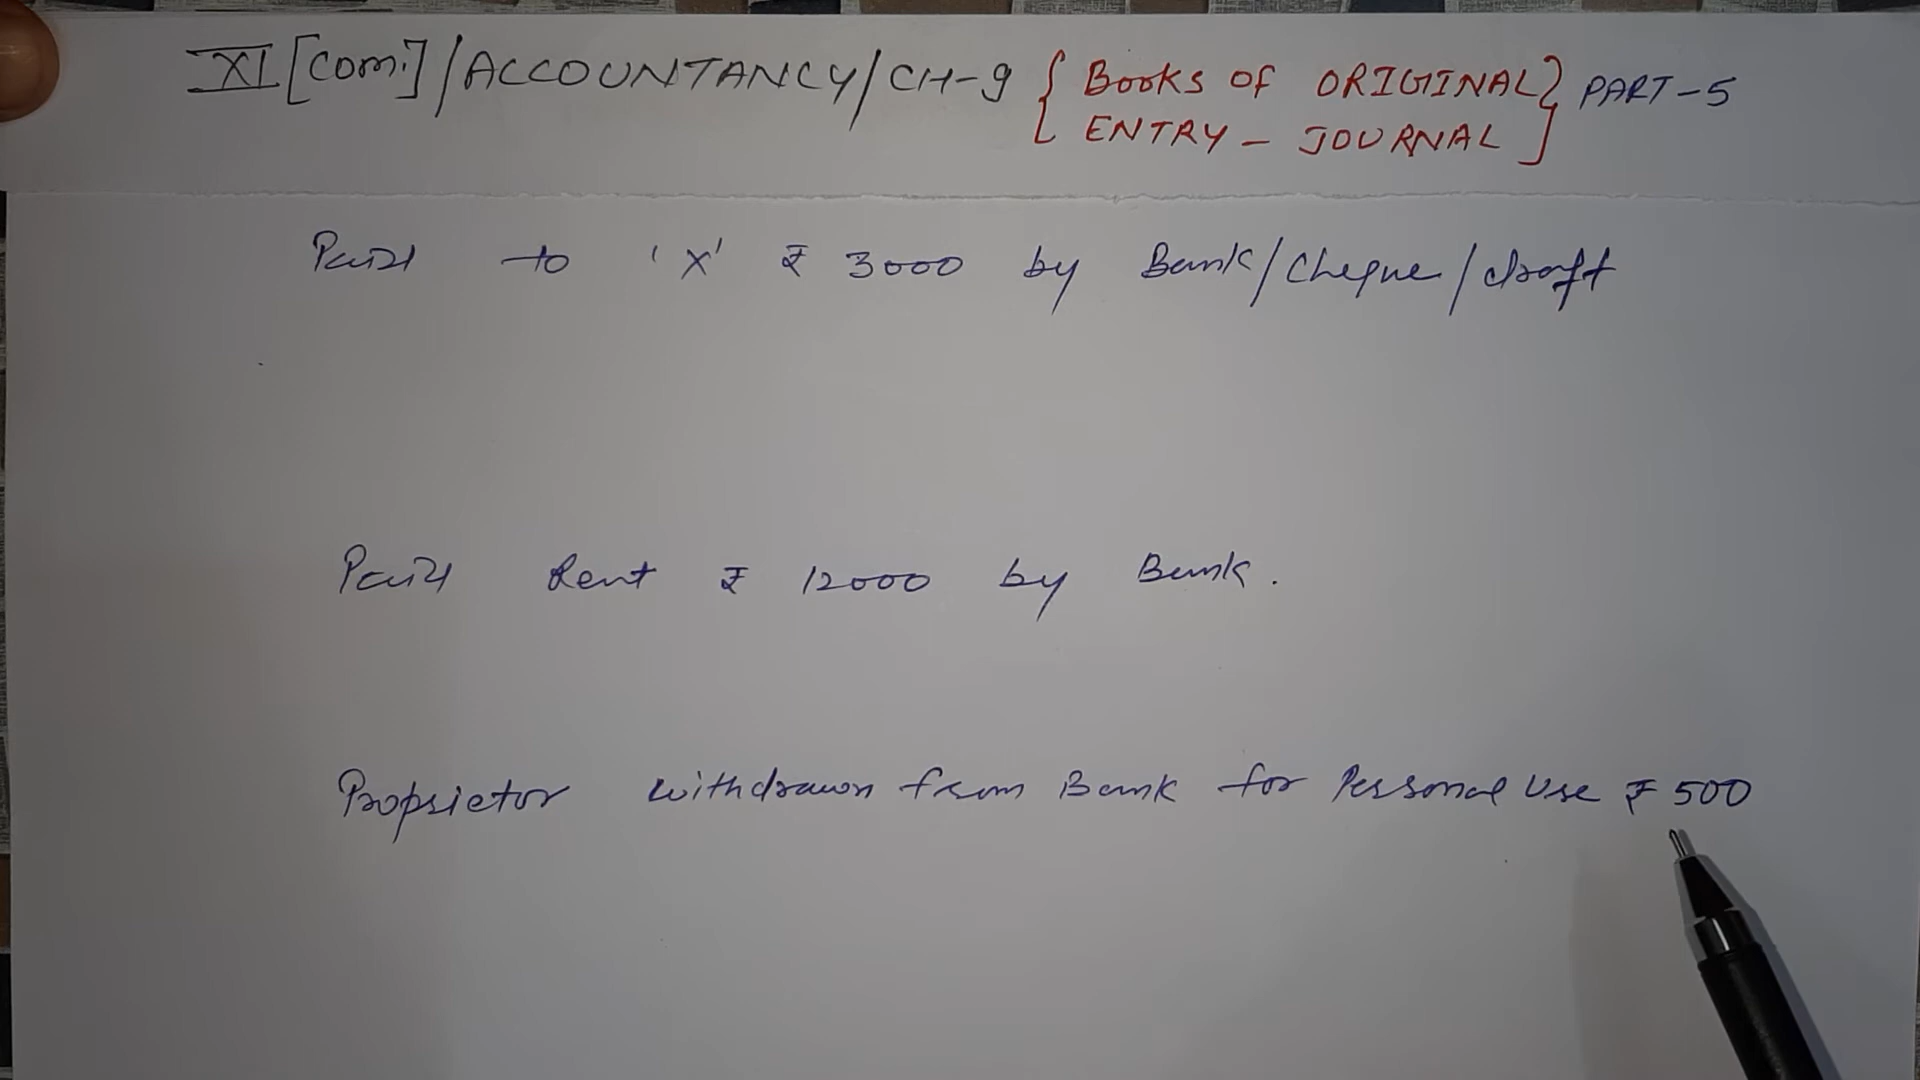 XI [Com.] / ACCOUNTANCY / CH-9 { Books of ORIGINAL ENTRY - JOURNAL } PART-5
Paid to 'X' ₹ 3000 by Bank / Cheque / draft
Paid Rent ₹ 12000 by Bank.
Proprietor withdrawn from Bank for Personal Use ₹ 500